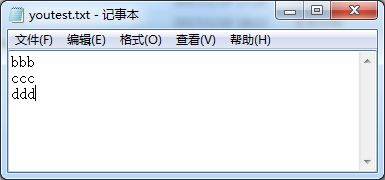 youtest.txt - 记事本
文件(F) 编辑(E) 格式(O) 查看(V) 帮助(H)
bbb
ccc
ddd